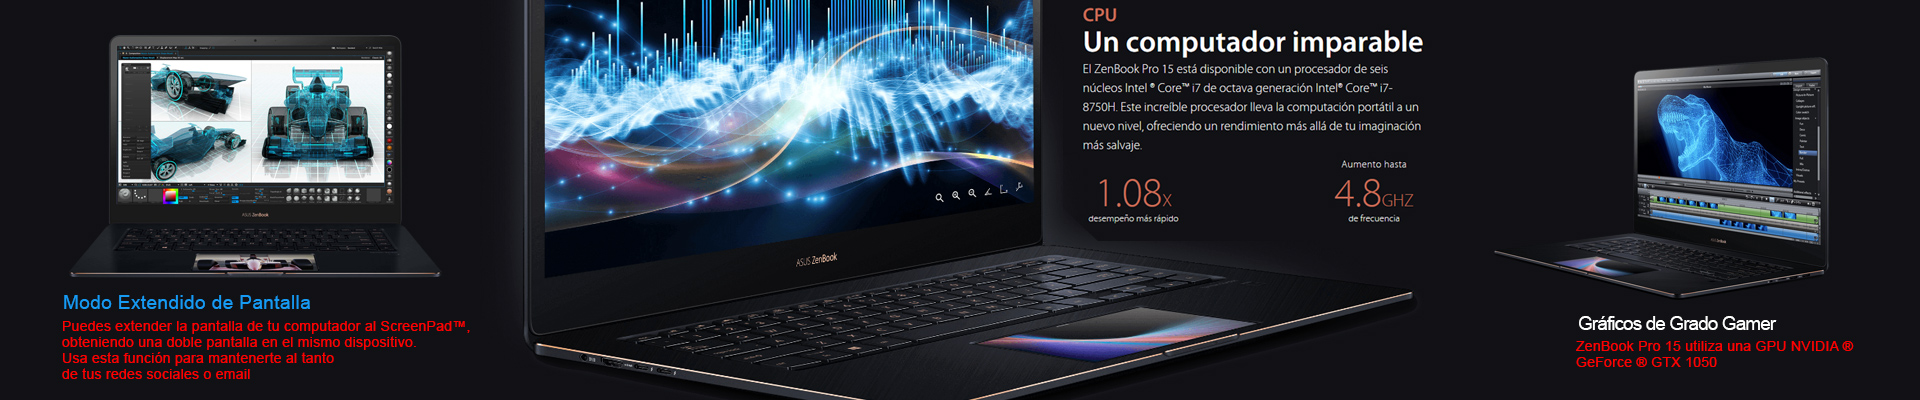 ASUS ZenBook
Modo Extendido de Pantalla
Puedes extender la pantalla de tu computador al ScreenPad™,
obteniendo una doble pantalla en el mismo dispositivo.
Usa esta función para mantenerte al tanto
de tus redes sociales o email
ASUS ZenBook
CPU
Un computador imparable
El ZenBook Pro 15 está disponible con un procesador de seis
núcleos Intel ® Core™ i7 de octava generación Intel® Core™ i7-
8750H. Este increíble procesador lleva la computación portátil a un
nuevo nivel, ofreciendo un rendimiento más allá de tu imaginación
más salvaje.
1.08X
desempeño más rápido
Aumento hasta
4.8GHZ
de frecuencia
ASUS ZenBook
Gráficos de Grado Gamer
ZenBook Pro 15 utiliza una GPU NVIDIA ®
GeForce ® GTX 1050